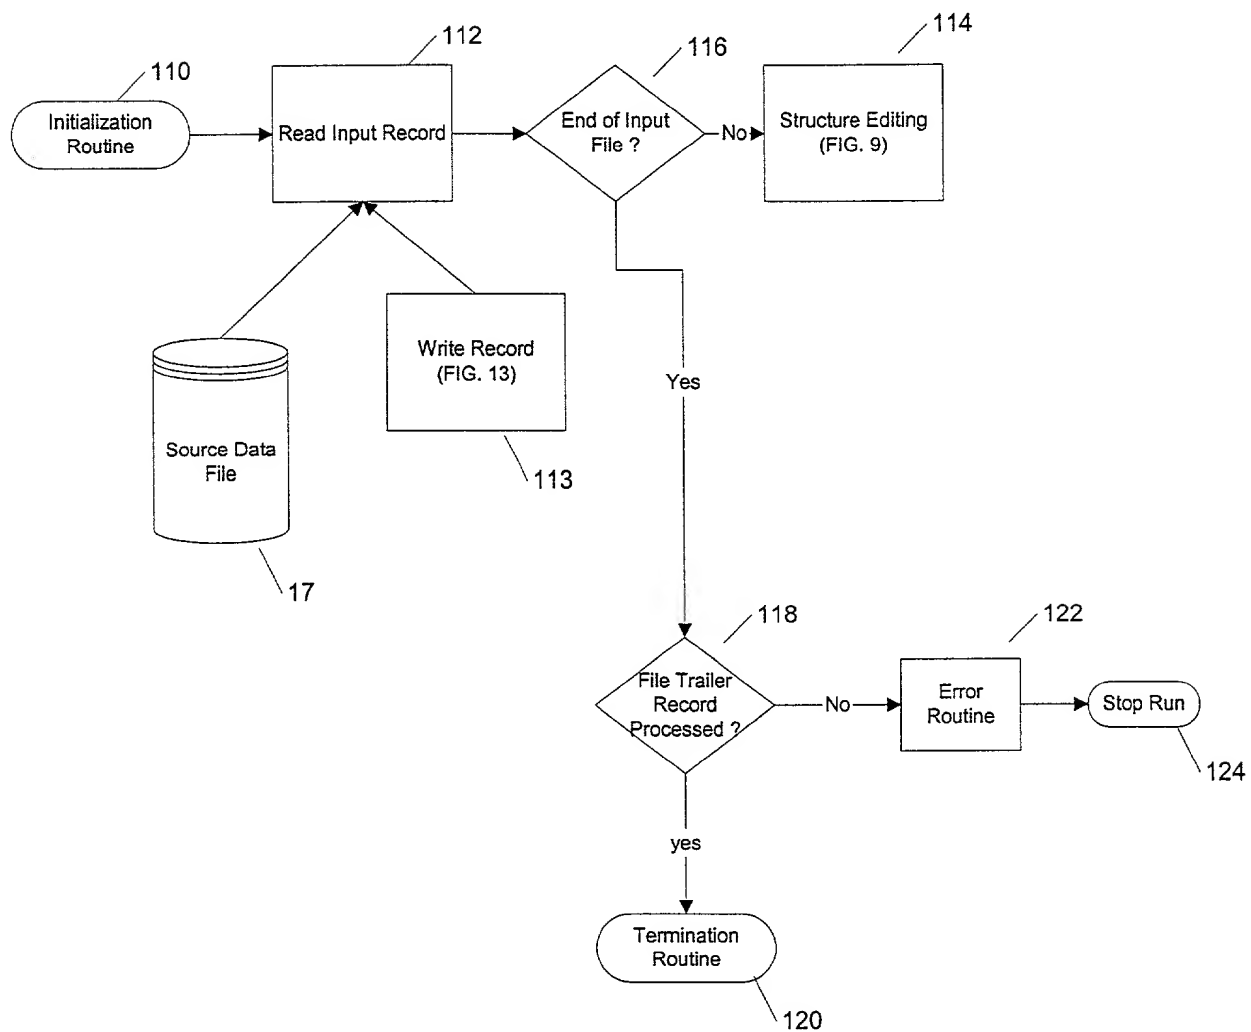 112
116
114
110
Initialization
Routine
Read Input Record
End of Input
File ?
No
Structure Editing
(FIG. 9)
Write Record
(FIG. 13)
Yes
Source Data
File
113
17
118
122
File Trailer
Record
Processed ?
No
Error
Routine
Stop Run
124
yes
Termination
Routine
120